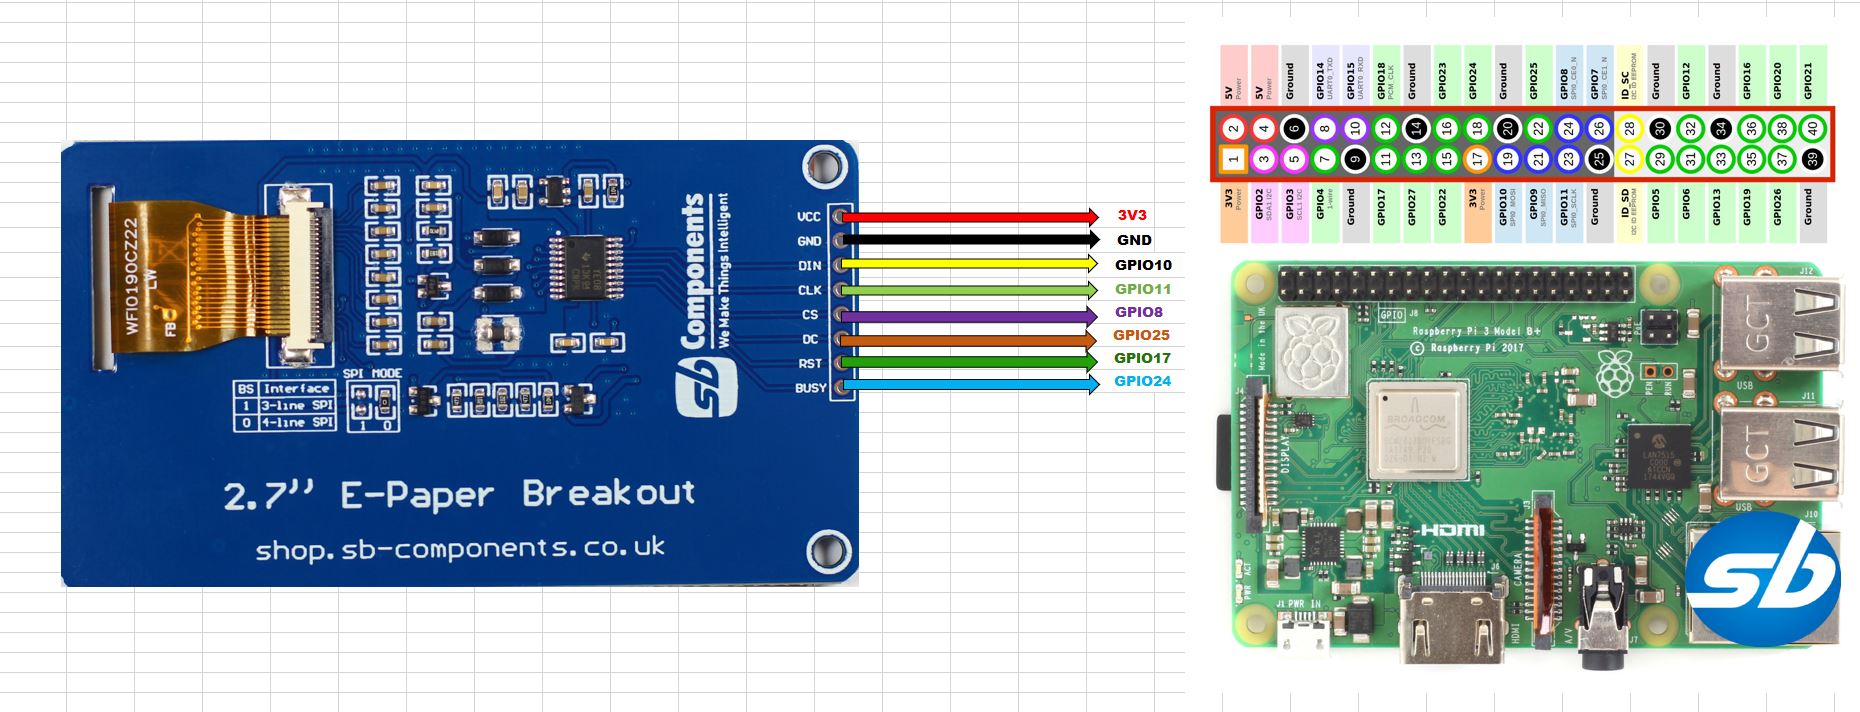 WFI0190CZ22
LW
FB
BS Interface
1 3-line SPI
0 4-line SPI
SPI MODE
1 0
2.7’’ E-Paper Breakout
shop.sb-components.co.uk
sb Components
We Make Things Intelligent
VCC 3V3
GND GND
DIN GPIO10
CLK GPIO11
CS GPIO8
DC GPIO25
RST GPIO17
BUSY GPIO24
5V Power
5V Power
Ground
GPIO14 UART0_TXD
GPIO15 UART0_RXD
GPIO18 PCM_CLK
Ground
GPIO23
GPIO24
Ground
GPIO25
GPIO8 SPI0_CE0_N
GPIO7 SPI0_CE1_N
ID_SC I2C ID EEPROM
Ground
GPIO12
Ground
GPIO16
GPIO20
GPIO21
2 4 6 8 10 12 14 16 18 20 22 24 26 28 30 32 34 36 38 40
1 3 5 7 9 11 13 15 17 19 21 23 25 27 29 31 33 35 37 39
3V3 Power
GPIO2 SDA1 I2C
GPIO3 SCL1 I2C
GPIO4 1-wire
Ground
GPIO17
GPIO27
GPIO22
3V3 Power
GPIO10 SPI0_MOSI
GPIO9 SPI0_MISO
GPIO11 SPI0_SCLK
Ground
ID_SD I2C ID EEPROM
GPIO5
GPIO6
GPIO13
GPIO19
GPIO26
Ground
GPIO J8
Raspberry Pi 3 Model B+
© Raspberry Pi 2017
Made in the UK
J4
DISPLAY
BROADCOM
PEN RUN
GCT
J12
USB
J11
GCT
USB
J10
LAN7515
HDMI
J3
CAMERA
ACT
PWR
J1 PWR IN
J6
HDMI
A/V
J7
sb